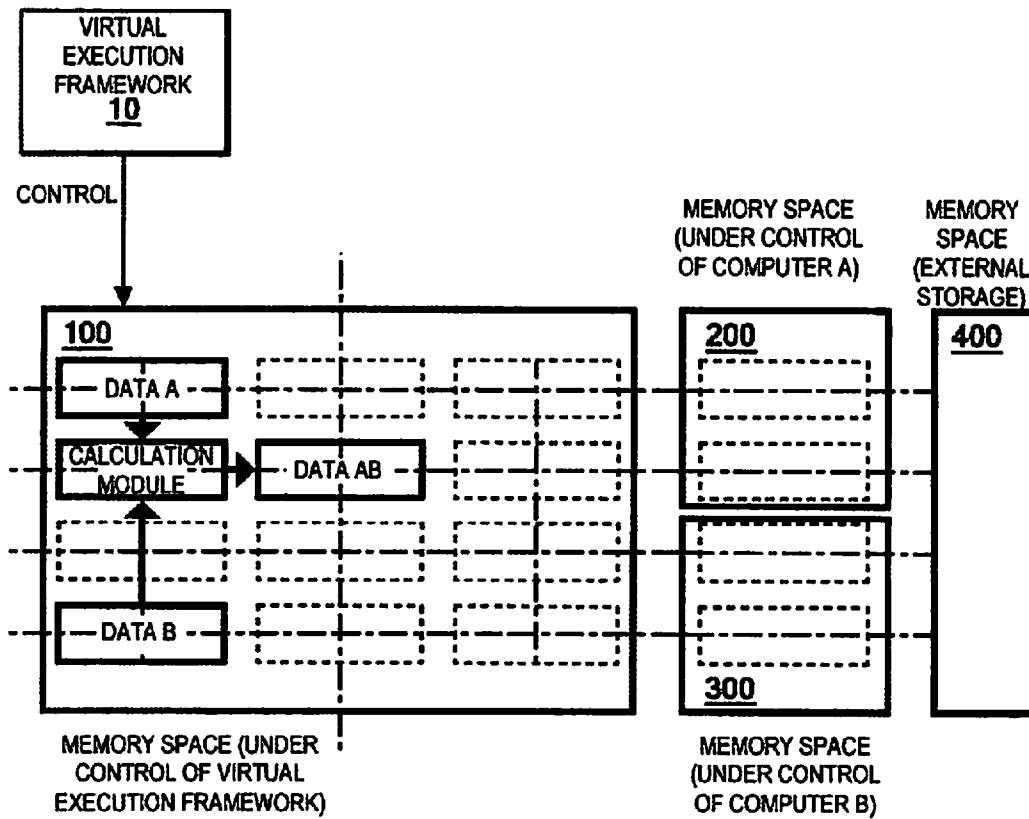 VIRTUAL
EXECUTION
FRAMEWORK
10
CONTROL
MEMORY SPACE
(UNDER CONTROL
OF COMPUTER A)
MEMORY
SPACE
(EXTERNAL
STORAGE)
100
200
400
DATA A
CALCULATION
MODULE
DATA AB
DATA B
300
MEMORY SPACE (UNDER
CONTROL OF VIRTUAL
EXECUTION FRAMEWORK)
MEMORY SPACE
(UNDER CONTROL
OF COMPUTER B)